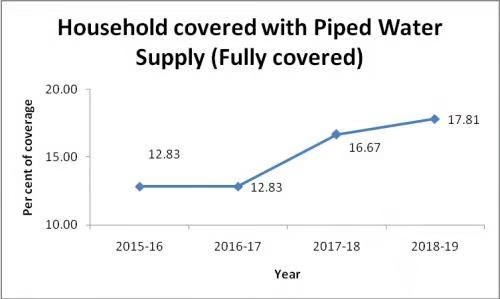 Household covered with Piped Water
Supply (Fully covered)
Per cent of coverage
20.00
15.00
10.00
12.83
12.83
16.67
17.81
2015-16 2016-17 2017-18 2018-19
Year